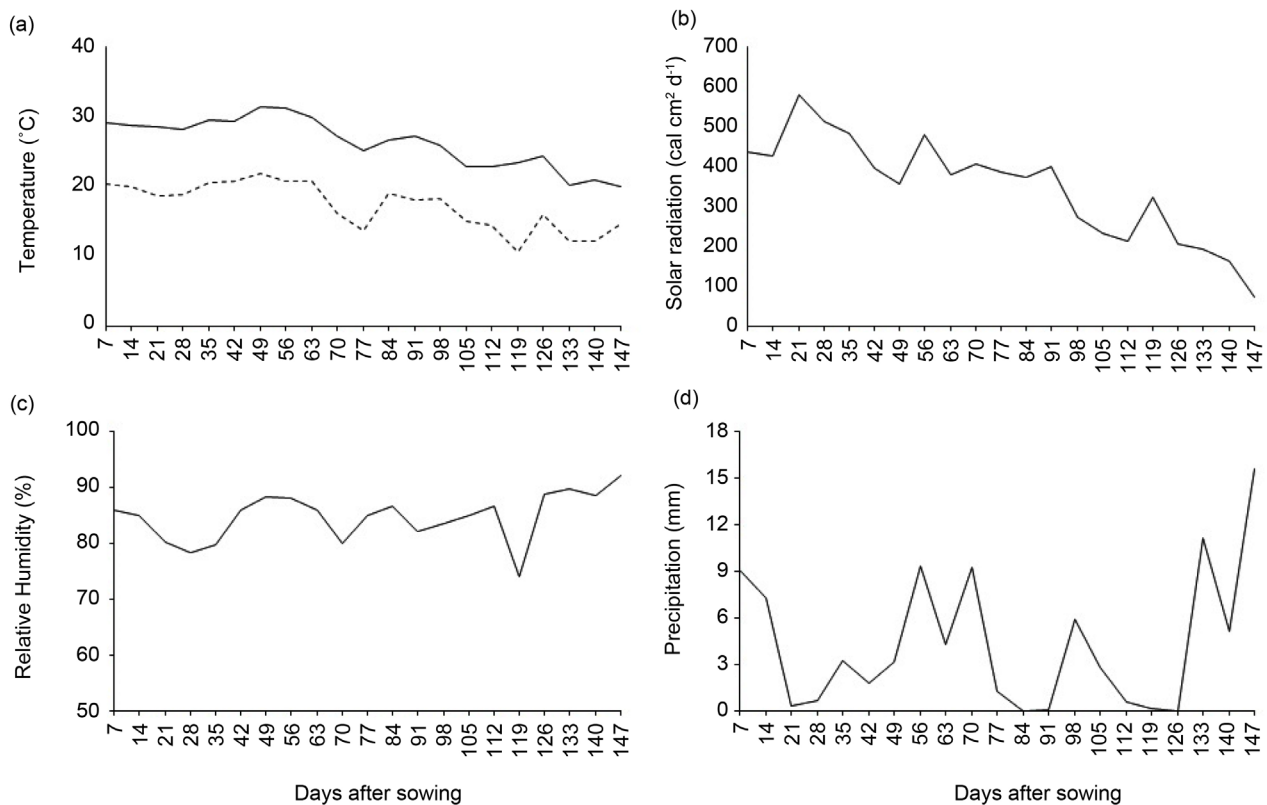 (a)
Temperature (˚C)
40
30
20
10
0
7 14 21 28 35 42 49 56 63 70 77 84 91 98 105 112 119 126 133 140 147
(b)
Solar radiation (cal cm² d⁻¹)
700
600
500
400
300
200
100
0
7 14 21 28 35 42 49 56 63 70 77 84 91 98 105 112 119 126 133 140 147
(c)
Relative Humidity (%)
100
90
80
70
60
50
7 14 21 28 35 42 49 56 63 70 77 84 91 98 105 112 119 126 133 140 147
Days after sowing
(d)
Precipitation (mm)
18
15
12
9
6
3
0
7 14 21 28 35 42 49 56 63 70 77 84 91 98 105 112 119 126 133 140 147
Days after sowing